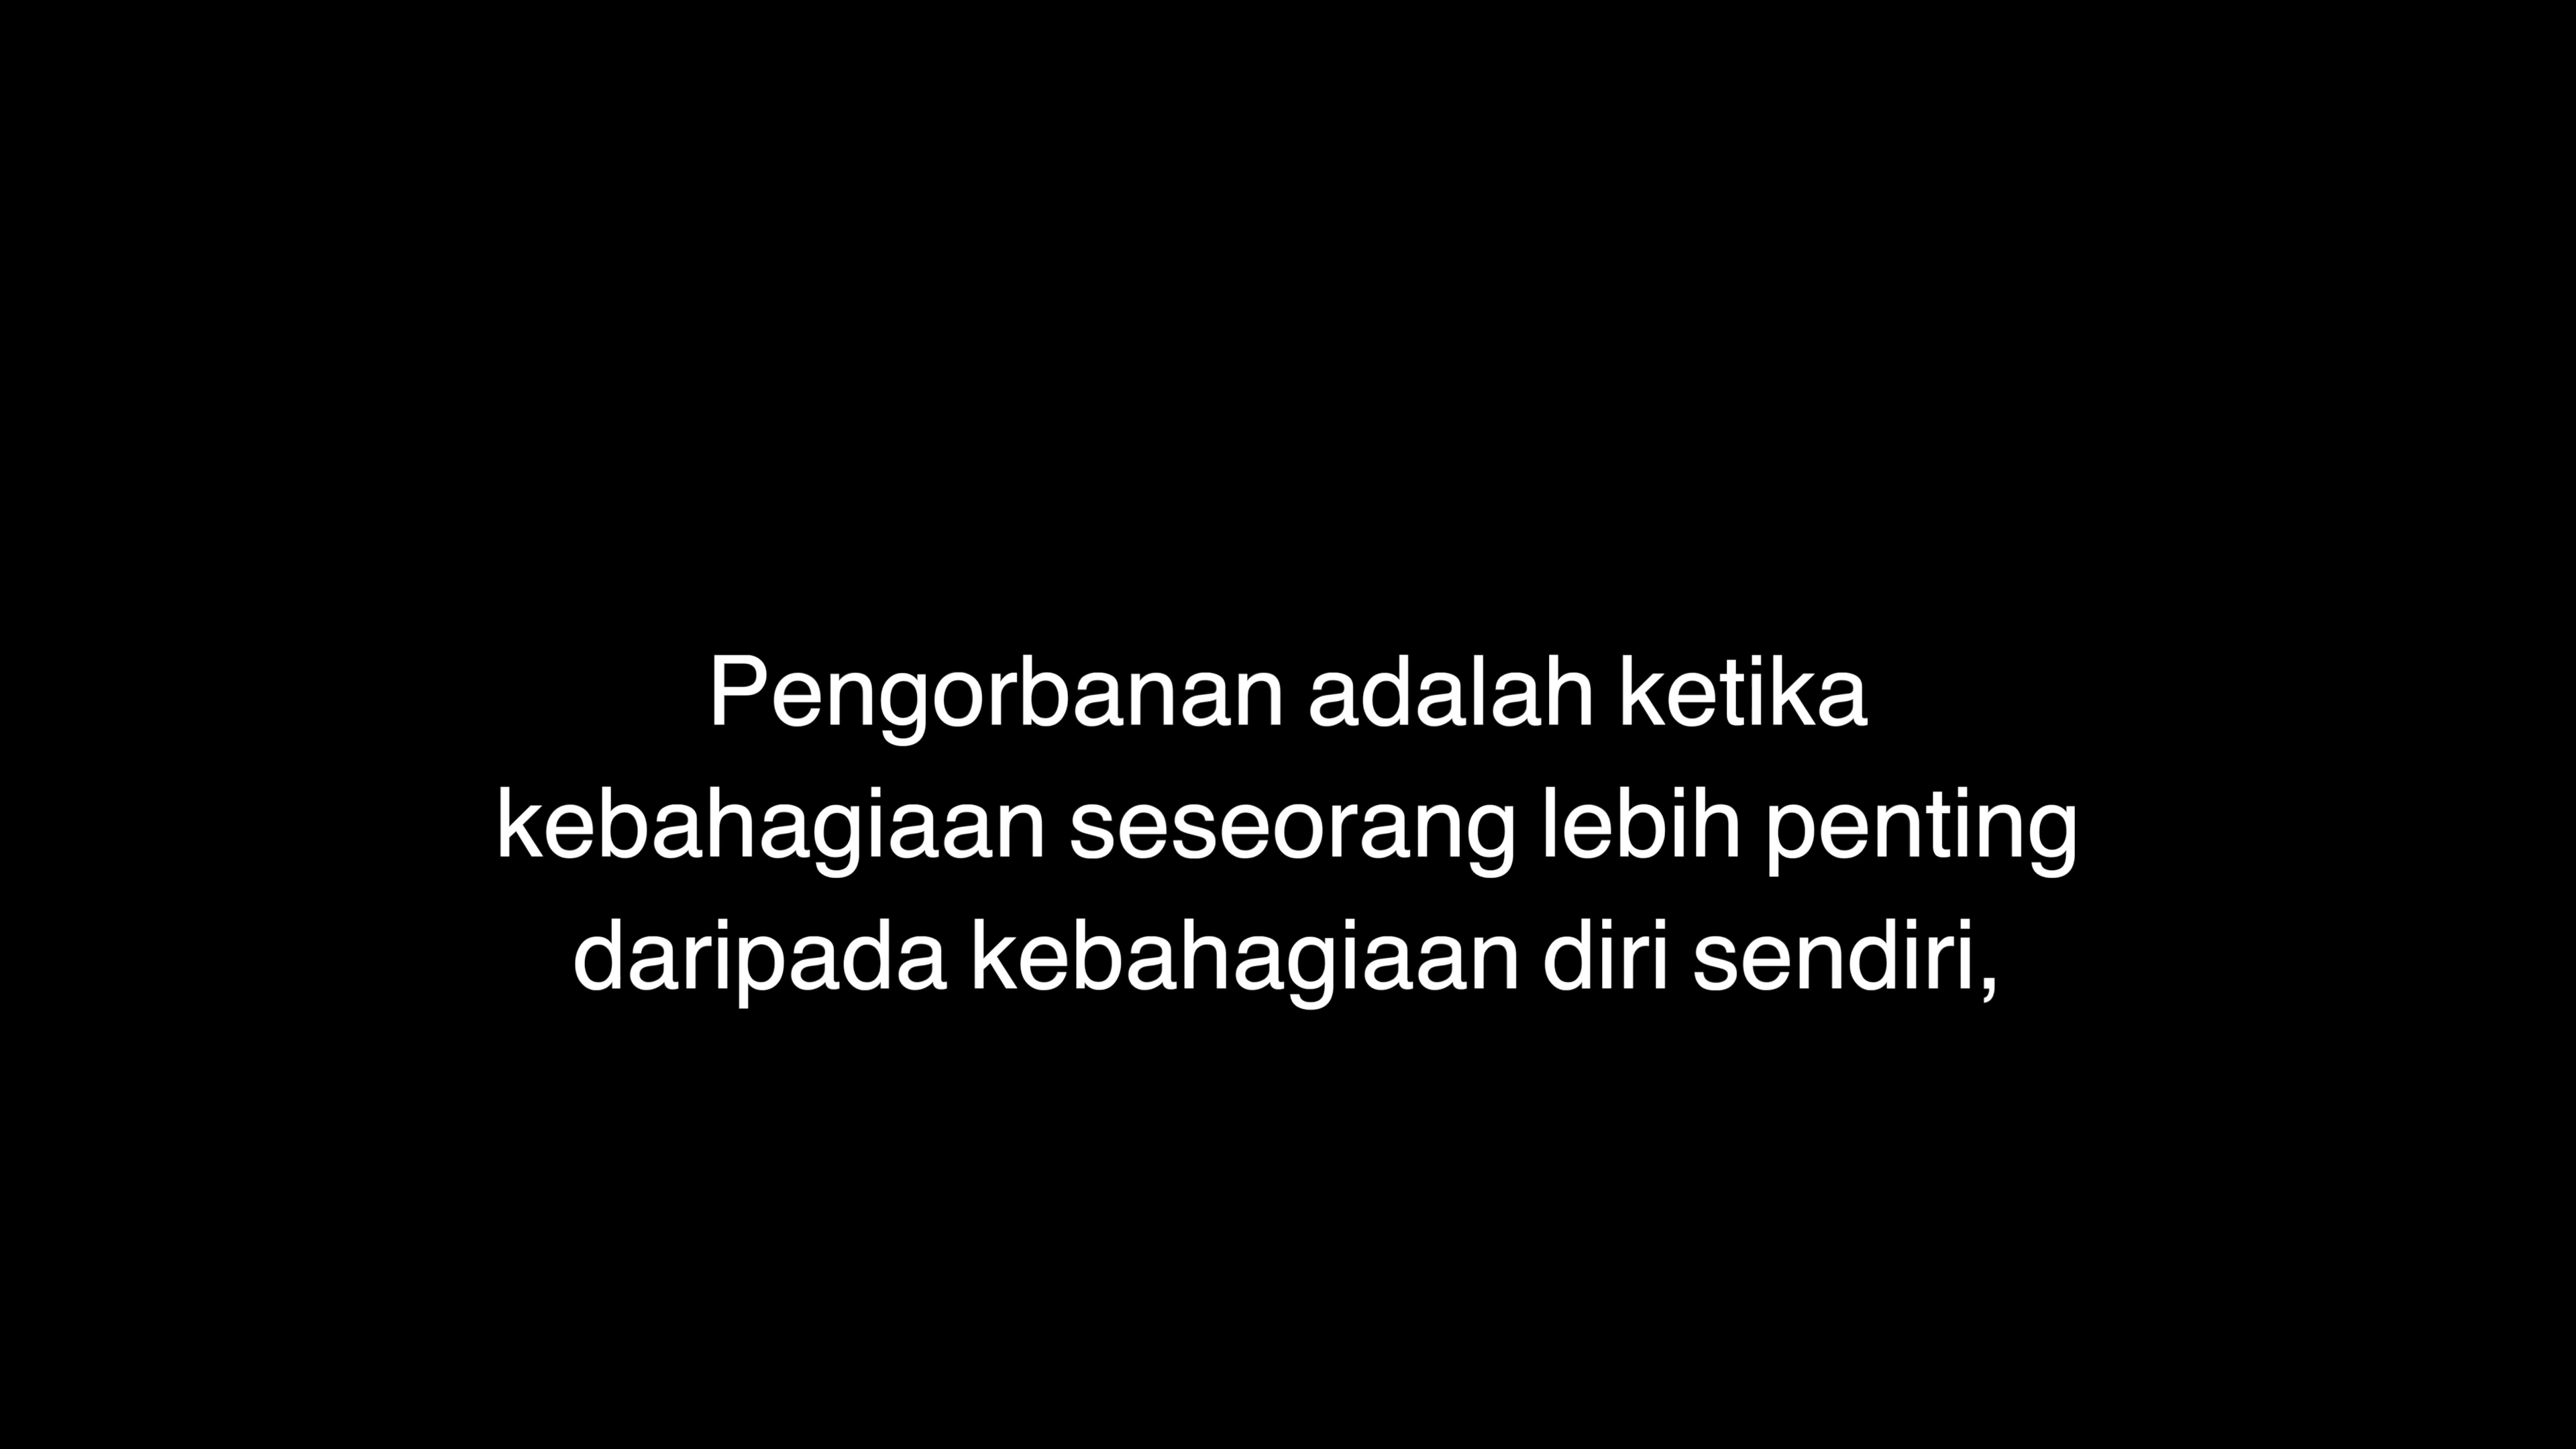 Pengorbanan adalah ketika
kebahagiaan seseorang lebih penting
daripada kebahagiaan diri sendiri,